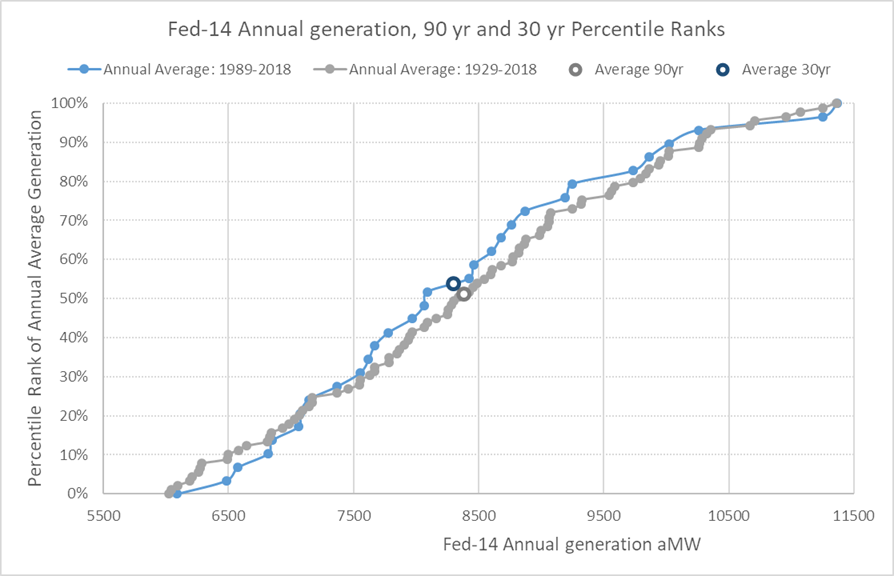 Fed-14 Annual generation, 90 yr and 30 yr Percentile Ranks
Annual Average: 1989-2018 Annual Average: 1929-2018 Average 90yr Average 30yr
Percentile Rank of Annual Average Generation
100%
90%
80%
70%
60%
50%
40%
30%
20%
10%
0%
5500 6500 7500 8500 9500 10500 11500
Fed-14 Annual generation aMW